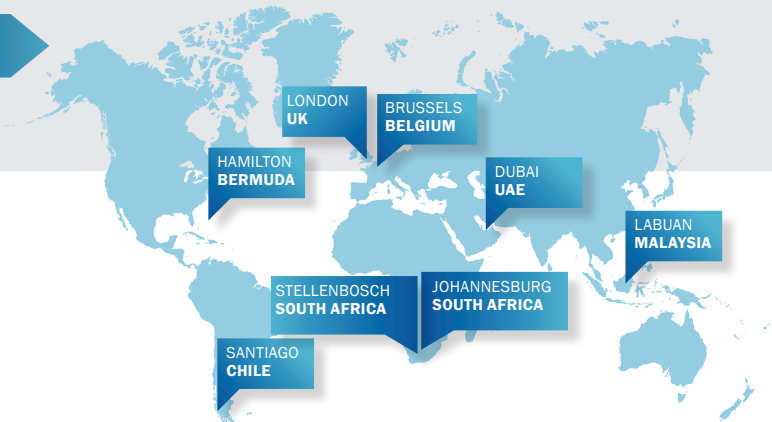 LONDON
UK
BRUSSELS
BELGIUM
HAMILTON
BERMUDA
DUBAI
UAE
LABUAN
MALAYSIA
STELLENBOSCH
SOUTH AFRICA
JOHANNESBURG
SOUTH AFRICA
SANTIAGO
CHILE